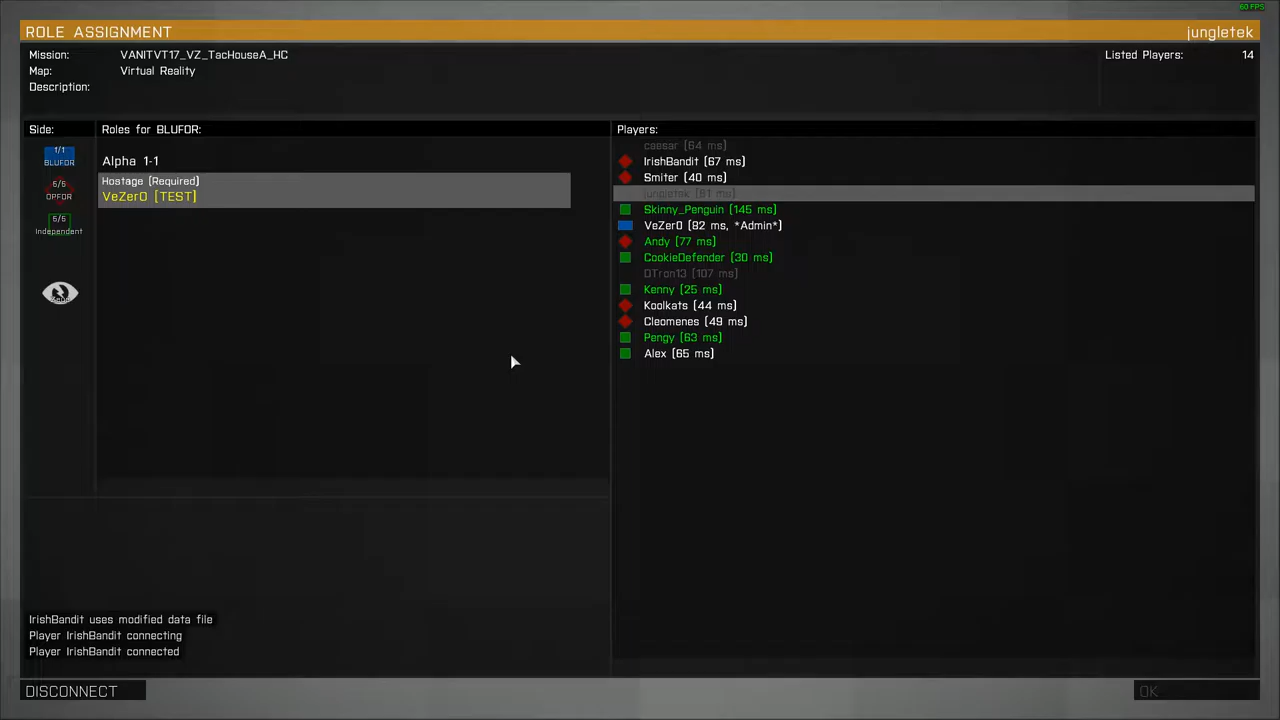 60 FPS
ROLE ASSIGNMENT
jungletek
Mission: VANITVT17_VZ_TacHouseA_HC
Listed Players: 14
Map: Virtual Reality
Description:
Side:
Roles for BLUFOR:
Players:
1/1
BLUFOR
OPFOR
Independent
Alpha 1-1
Hostage (Required)
VeZer0 [TEST]
caesar (64 ms)
IrishBandit (67 ms)
Smiter (40 ms)
jungletek
Skinny_Penguin (145 ms)
VeZer0 (82 ms, *Admin*)
Andy (77 ms)
CookieDefender (30 ms)
DTron13 (107 ms)
Kenny (25 ms)
Koolkats (44 ms)
Cleomenes (49 ms)
Pengy (63 ms)
Alex (65 ms)
IrishBandit uses modified data file
Player IrishBandit connecting
Player IrishBandit connected
DISCONNECT
OK